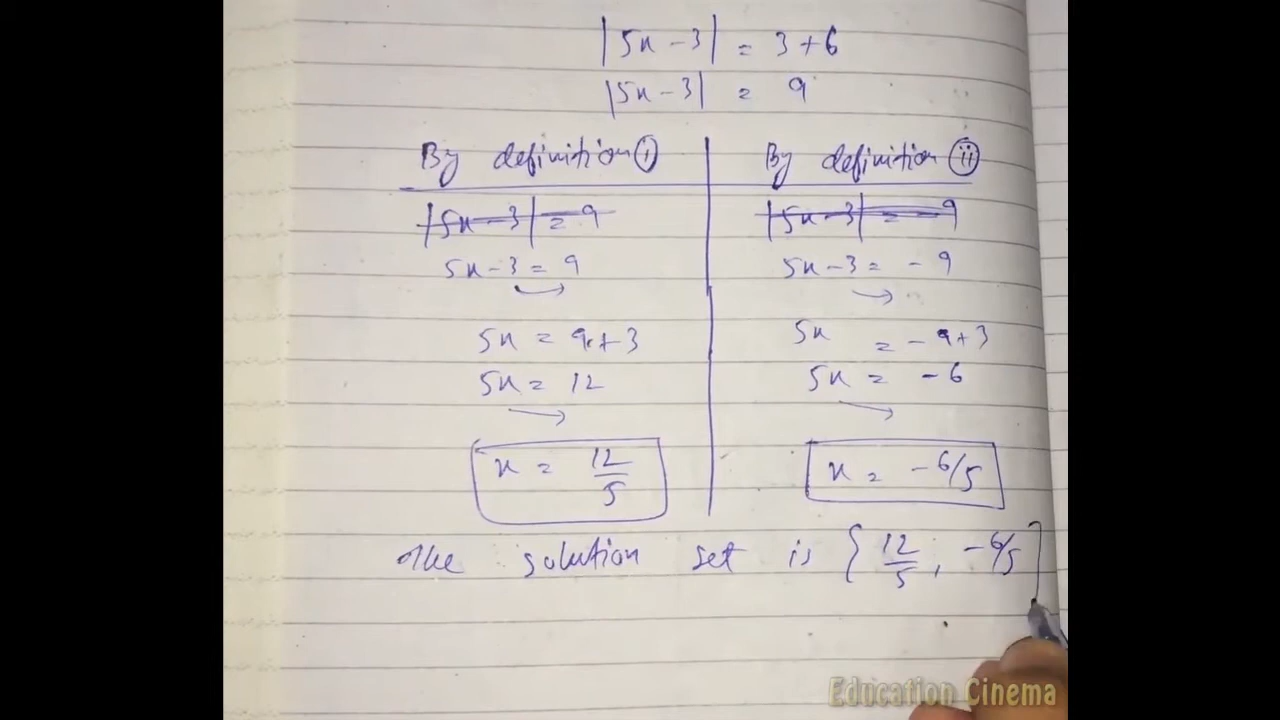 |5x - 3| = 3 + 6
|5x - 3| = 9
By definition (i)
|5x - 3| = 9
5x - 3 = 9
5x = 9 + 3
5x = 12
x = 12/5
By definition (ii)
|5x - 3| = - 9
5x - 3 = - 9
5x = - 9 + 3
5x = - 6
x = - 6/5
The solution set is { 12/5 , - 6/5 }
Education Cinema